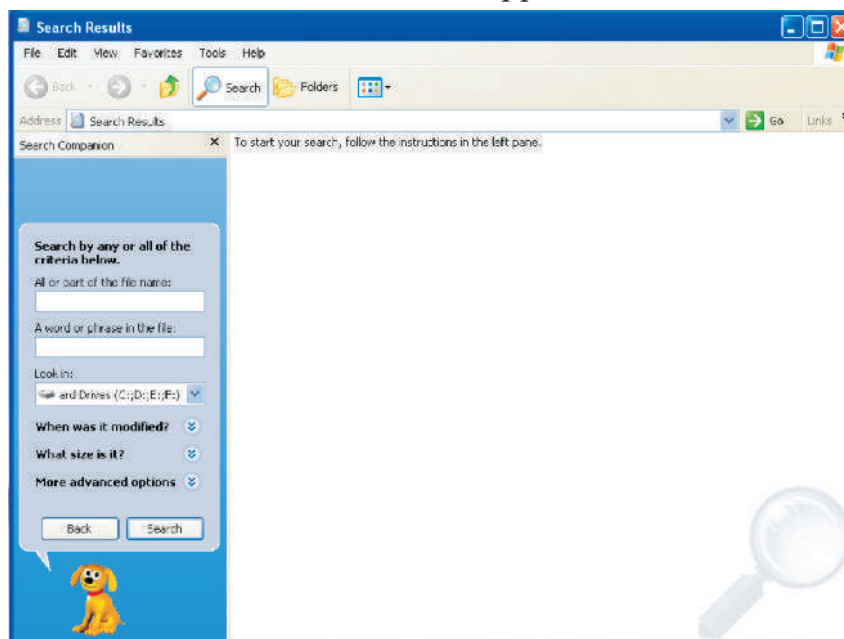 Search Results
File Edit View Favorites Tools Help
Back Search Folders
Address Search Results Go Links
Search Companion
To start your search, follow the instructions in the left pane.
Search by any or all of the
criteria below.
All or part of the file name:
A word or phrase in the file:
Look in:
ard Drives (C:;D:;E:;F:)
When was it modified?
What size is it?
More advanced options
Back Search